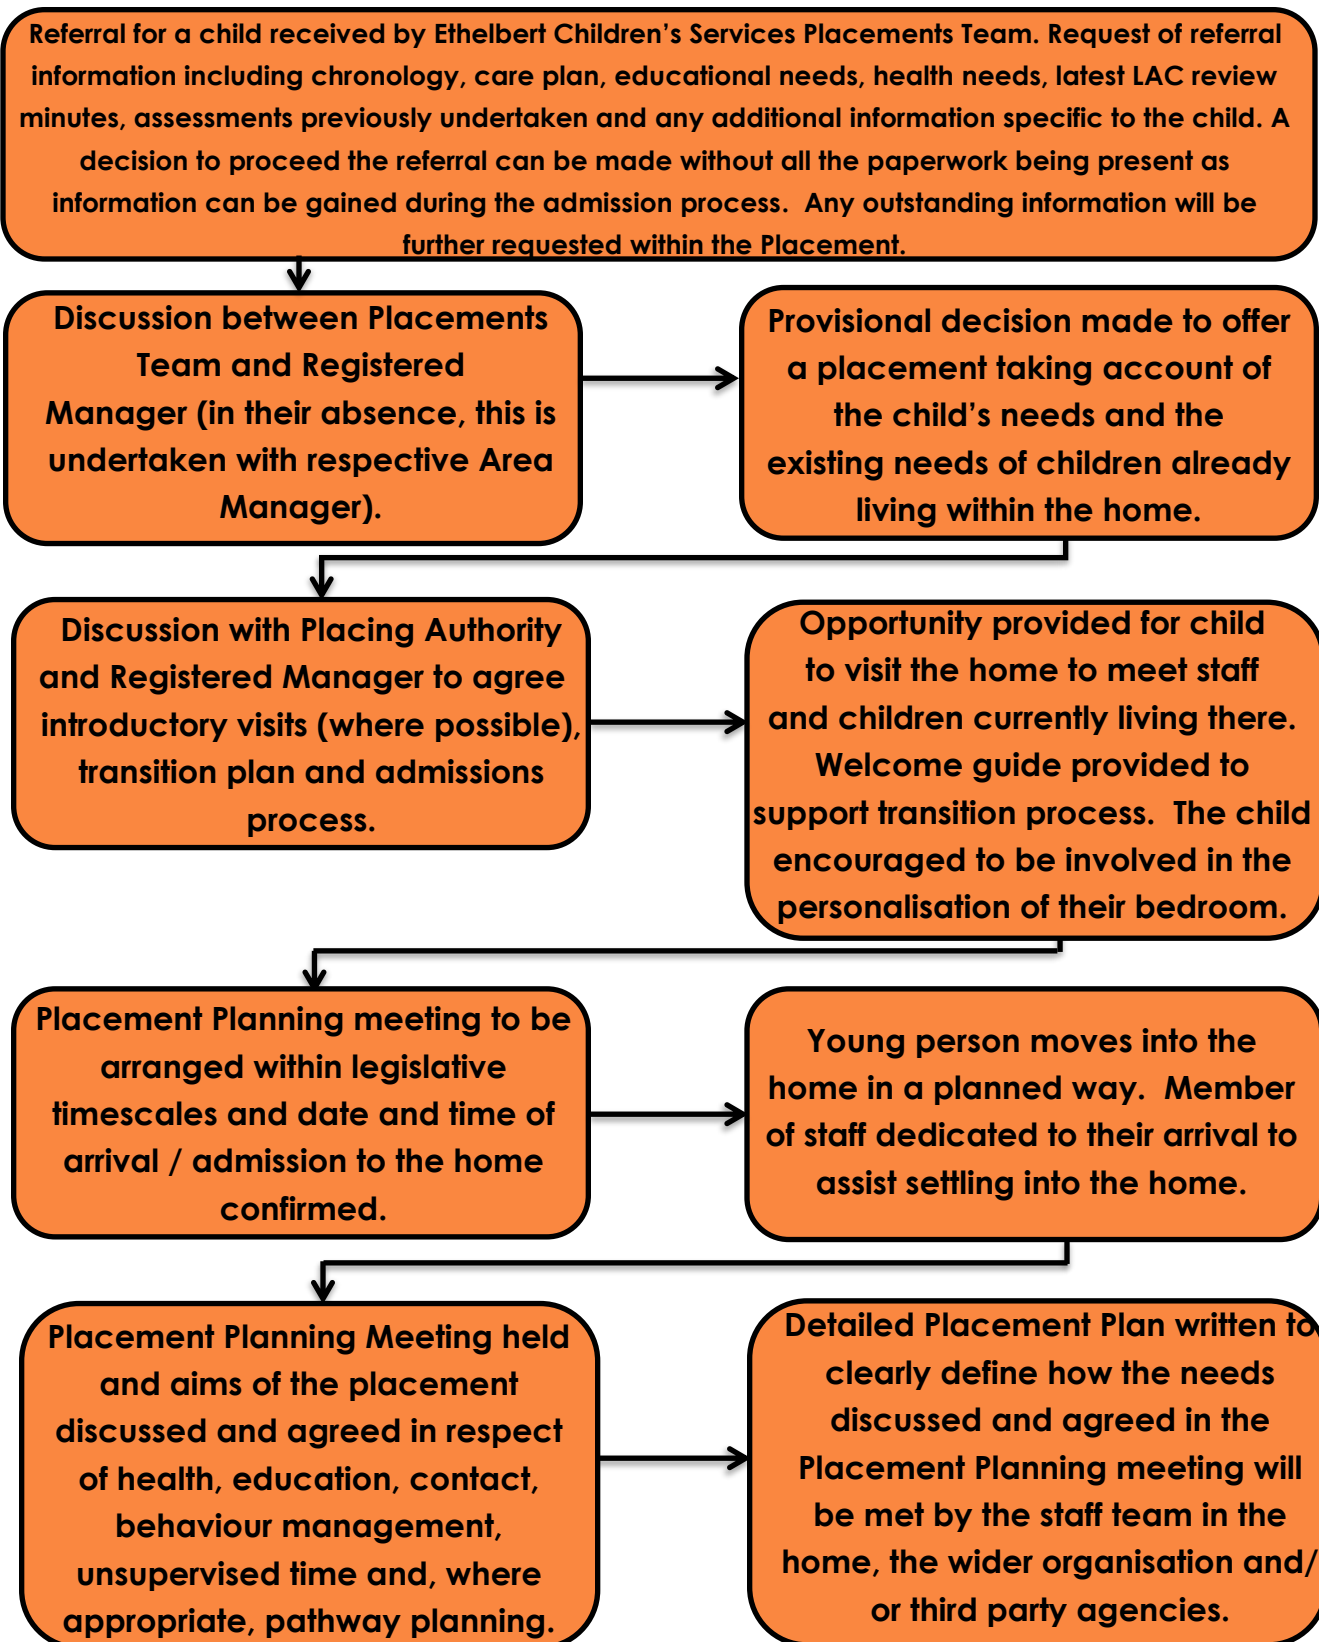 Referral for a child received by Ethelbert Children’s Services Placements Team. Request of referral
information including chronology, care plan, educational needs, health needs, latest LAC review
minutes, assessments previously undertaken and any additional information specific to the child. A
decision to proceed the referral can be made without all the paperwork being present as
information can be gained during the admission process. Any outstanding information will be
further requested within the Placement.
Discussion between Placements
Team and Registered
Manager (in their absence, this is
undertaken with respective Area
Manager).
Provisional decision made to offer
a placement taking account of
the child’s needs and the
existing needs of children already
living within the home.
Discussion with Placing Authority
and Registered Manager to agree
introductory visits (where possible),
transition plan and admissions
process.
Opportunity provided for child
to visit the home to meet staff
and children currently living there.
Welcome guide provided to
support transition process. The child
encouraged to be involved in the
personalisation of their bedroom.
Placement Planning meeting to be
arranged within legislative
timescales and date and time of
arrival / admission to the home
confirmed.
Young person moves into the
home in a planned way. Member
of staff dedicated to their arrival to
assist settling into the home.
Placement Planning Meeting held
and aims of the placement
discussed and agreed in respect
of health, education, contact,
behaviour management,
unsupervised time and, where
appropriate, pathway planning.
Detailed Placement Plan written to
clearly define how the needs
discussed and agreed in the
Placement Planning meeting will
be met by the staff team in the
home, the wider organisation and/
or third party agencies.